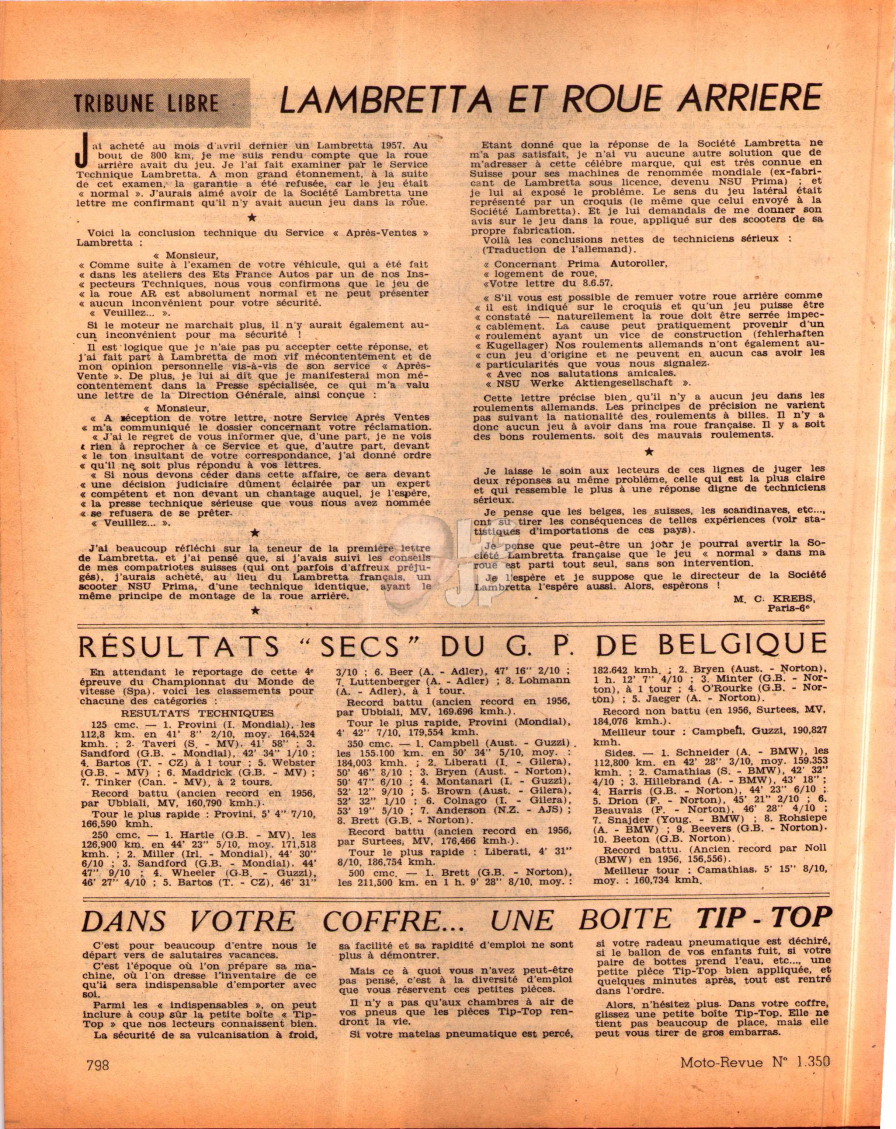 TRIBUNE LIBRE
LAMBRETTA ET ROUE ARRIERE
J'ai acheté au mois d'avril dernier un Lambretta 1957. Au
bout de 800 km, je me suis rendu compte que la roue
arrière avait du jeu. Je l'ai fait examiner par le Service
Technique Lambretta. A mon grand étonnement, à la suite
de cet examen, la garantie a été refusée, car le jeu était
« normal ». J'aurais aimé avoir de la Société Lambretta une
lettre me confirmant qu'il n'y avait aucun jeu dans la roue.
★
Voici la conclusion technique du Service « Après-Ventes »
Lambretta :
« Monsieur,
« Comme suite à l'examen de votre véhicule, qui a été fait
« dans les ateliers des Ets France Autos par un de nos Ins-
« pecteurs Techniques, nous vous confirmons que le jeu de
« la roue AR est absolument normal et ne peut présenter
« aucun inconvénient pour votre sécurité.
« Veuillez... ».
Si le moteur ne marchait plus, il n'y aurait également au-
cun inconvénient pour ma sécurité !
Il est logique que je n'aie pas pu accepter cette réponse, et
j'ai fait part à Lambretta de mon vif mécontentement et de
mon opinion personnelle vis-à-vis de son service « Après-
Vente ». De plus, je lui ai dit que je manifesterai mon mé-
contentement dans la Presse spécialisée, ce qui m'a valu
une lettre de la Direction Générale, ainsi conçue :
« Monsieur,
« A réception de votre lettre, notre Service Après Ventes
« m'a communiqué le dossier concernant votre réclamation.
« J'ai le regret de vous informer que, d'une part, je ne vois
« rien à reprocher à ce Service et que, d'autre part, devant
« le ton insultant de votre correspondance, j'ai donné ordre
« qu'il ne soit plus répondu à vos lettres.
« Si nous devons céder dans cette affaire, ce sera devant
« une décision judiciaire dûment éclairée par un expert
« compétent et non devant un chantage auquel, je l'espère,
« la presse technique sérieuse que vous nous avez nommée
« se refusera de se prêter.
« Veuillez... ».
★
J'ai beaucoup réfléchi sur la teneur de la première lettre
de Lambretta, et j'ai pensé que, si j'avais suivi les conseils
de mes compatriotes suisses (qui ont parfois d'affreux préju-
gés), j'aurais acheté, au lieu du Lambretta français, un
scooter NSU Prima, d'une technique identique, ayant le
même principe de montage de la roue arrière.
★
Etant donné que la réponse de la Société Lambretta ne
m'a pas satisfait, je n'ai vu aucune autre solution que de
m'adresser à cette célèbre marque, qui est très connue en
Suisse pour ses machines de renommée mondiale (ex-fabri-
cant de Lambretta sous licence, devenu NSU Prima) ; et
je lui ai exposé le problème. Le sens du jeu latéral était
représenté par un croquis (le même que celui envoyé à la
Société Lambretta). Et je lui demandais de me donner son
avis sur le jeu dans la roue, appliqué sur des scooters de sa
propre fabrication.
Voilà les conclusions nettes de techniciens sérieux :
(Traduction de l'allemand).
« Concernant Prima Autoroller,
« logement de roue,
«Votre lettre du 8.6.57,
« S'il vous est possible de remuer votre roue arrière comme
« il est indiqué sur le croquis et qu'un jeu puisse être
« constaté — naturellement la roue doit être serrée impec-
« cablement. La cause peut pratiquement provenir d'un
« roulement ayant un vice de construction (fehlerhaften
« Kugellager) Nos roulements allemands n'ont également au-
« cun jeu d'origine et ne peuvent en aucun cas avoir les
« particularités que vous nous signalez.
« Avec nos salutations amicales.
« NSU Werke Aktiengesellschaft ».
Cette lettre précise bien qu'il n'y a aucun jeu dans les
roulements allemands. Les principes de précision ne varient
pas suivant la nationalité des roulements à billes. Il n'y a
donc aucun jeu à avoir dans ma roue française. Il y a soit
des bons roulements. soit des mauvais roulements.
★
Je laisse le soin aux lecteurs de ces lignes de juger les
deux réponses au même problème, celle qui est la plus claire
et qui ressemble le plus à une réponse digne de techniciens
sérieux.
Je pense que les belges, les suisses, les scandinaves, etc...,
ont su tirer les conséquences de telles expériences (voir sta-
tistiques d'importations de ces pays).
Je pense que peut-être un jour je pourrai avertir la So-
ciété Lambretta française que le jeu « normal » dans ma
roue est parti tout seul, sans son intervention.
Je l'espère et je suppose que le directeur de la Société
Lambretta l'espère aussi. Alors, espérons !
M. C. KREBS,
Paris-6e
RÉSULTATS "SECS" DU G. P. DE BELGIQUE
En attendant le réportage de cette 4e
épreuve du Championnat du Monde de
vitesse (Spa). voici les classements pour
chacune des catégories :
RESULTATS TECHNIQUES
125 cmc. — 1. Provini (I. Mondial), les
112,8 km. en 41' 8'' 2/10, moy. 164,524
kmh. ; 2. Taveri (S. - MV). 41' 58'' ; 3.
Sandford (G.B. - Mondial), 42' 34'' 1/10 ;
4. Bartos (T. - CZ) à 1 tour ; 5. Webster
(G.B. - MV) ; 6. Maddrick (G.B. - MV) ;
7. Tinker (Can. - MV), à 2 tours.
Record battu (ancien record en 1956,
par Ubbiali, MV, 160,790 kmh.).
Tour le plus rapide : Provini, 5' 4'' 7/10,
166,590 kmh.
250 cmc. — 1. Hartle (G.B. - MV), les
126,900 km. en 44' 23'' 5/10, moy. 171,518
kmh. ; 2. Miller (Irl. - Mondial), 44' 30''
6/10 ; 3. Sandford (G.B. - Mondial). 44'
47'' 9/10 ; 4. Wheeler (G.B. - Guzzi),
46' 27'' 4/10 ; 5. Bartos (T. - CZ), 46' 31''
3/10 ; 6. Beer (A. - Adler), 47' 16'' 2/10 ;
7. Luttenberger (A. - Adler) ; 8. Lohmann
(A. - Adler), à 1 tour.
Record battu (ancien record en 1956,
par Ubbiali, MV, 169.696 kmh.).
Tour le plus rapide, Provini (Mondial),
4' 42'' 7/10, 179,554 kmh.
350 cmc. — 1. Campbell (Aust. - Guzzi).
les 155.100 km. en 50' 34'' 5/10, moy. :
184,003 kmh. ; 2. Liberati (I. - Gilera),
50' 46'' 8/10 ; 3. Bryen (Aust. - Norton),
50' 47'' 6/10 ; 4. Montanari (I. - Guzzi),
52' 12'' 9/10 ; 5. Brown (Aust. - Gilera),
52' 32'' 1/10 ; 6. Colnago (I. - Gilera),
53' 19'' 5/10 ; 7. Anderson (N.Z. - AJS) ;
8. Brett (G.B. - Norton).
Record battu (ancien record en 1956,
par Surtees, MV, 176,466 kmh.).
Tour le plus rapide : Liberati, 4' 31''
8/10, 186,754 kmh.
500 cmc. — 1. Brett (G.B. - Norton),
les 211,500 km. en 1 h. 9' 28'' 8/10, moy. :
182.642 kmh. ; 2. Bryen (Aust. - Norton),
1 h. 12' 7'' 4/10 ; 3. Minter (G.B. - Nor-
ton), à 1 tour ; 4. O'Rourke (G.B. - Nor-
ton) ; 5. Jaeger (A. - Norton).
Record non battu (en 1956, Surtees, MV,
184,076 kmh.).
Meilleur tour : Campbell, Guzzi, 190,827
kmh.
Sides. — 1. Schneider (A. - BMW), les
112,800 km. en 42' 28'' 3/10, moy. 159.353
kmh. ; 2. Camathias (S. - BMW), 42' 32''
4/10 ; 3. Hillebrand (A. - BMW), 43' 18'' ;
4. Harris (G.B. - Norton), 44' 23'' 6/10 ;
5. Drion (F. - Norton), 45' 21'' 2/10 ; 6.
Beauvais (F. - Norton), 46' 28'' 4/10 ;
7. Snajder (Youg. - BMW) ; 8. Rohsiepe
(A. - BMW) ; 9. Beevers (G.B. - Norton).
10. Beeton (G.B. Norton).
Record battu. (Ancien record par Noll
(BMW) en 1956, 156,556).
Meilleur tour : Camathias. 5' 15'' 8/10,
moy. : 160,734 kmh.
DANS VOTRE COFFRE... UNE BOITE TIP-TOP
C'est pour beaucoup d'entre nous le
départ vers de salutaires vacances.
C'est l'époque où l'on prépare sa ma-
chine, où l'on dresse l'inventaire de ce
qu'il sera indispensable d'emporter avec
soi.
Parmi les « indispensables », on peut
inclure à coup sûr la petite boîte « Tip-
Top » que nos lecteurs connaissent bien.
La sécurité de sa vulcanisation à froid,
sa facilité et sa rapidité d'emploi ne sont
plus à démontrer.
Mais ce à quoi vous n'avez peut-être
pas pensé, c'est à la diversité d'emploi
que vous réservent ces petites pièces.
Il n'y a pas qu'aux chambres à air de
vos pneus que les pièces Tip-Top ren-
dront la vie.
Si votre matelas pneumatique est percé,
si votre radeau pneumatique est déchiré,
si le ballon de vos enfants fuit, si votre
paire de bottes prend l'eau, etc..., une
petite pièce Tip-Top bien appliquée, et
quelques minutes après, tout est rentré
dans l'ordre.
Alors, n'hésitez plus. Dans votre coffre,
glissez une petite boîte Tip-Top. Elle ne
tient pas beaucoup de place, mais elle
peut vous tirer de gros embarras.
798
Moto-Revue N° 1.350